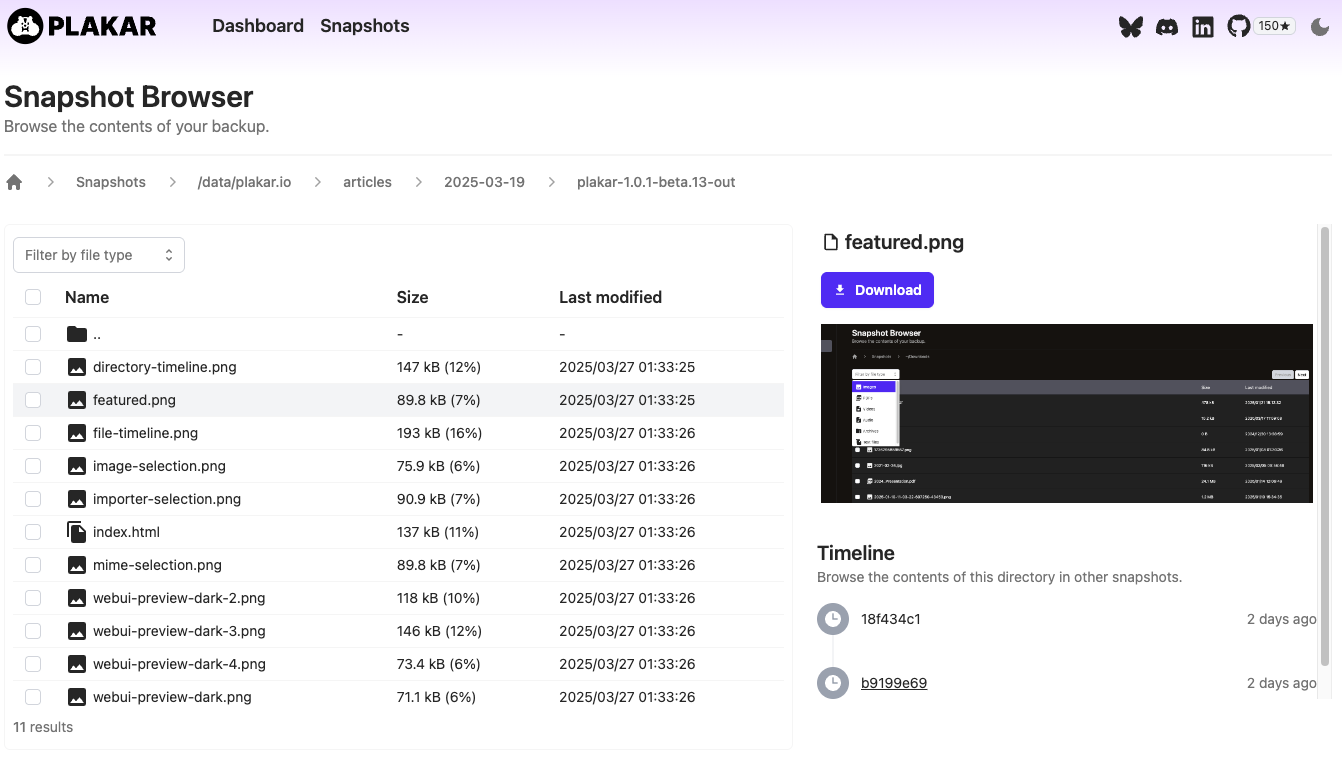 PLAKAR Dashboard Snapshots 150★
Snapshot Browser
Browse the contents of your backup.
Snapshots /data/plakar.io articles 2025-03-19 plakar-1.0.1-beta.13-out
Filter by file type
Name Size Last modified
.. - -
directory-timeline.png 147 kB (12%) 2025/03/27 01:33:25
featured.png 89.8 kB (7%) 2025/03/27 01:33:25
file-timeline.png 193 kB (16%) 2025/03/27 01:33:26
image-selection.png 75.9 kB (6%) 2025/03/27 01:33:26
importer-selection.png 90.9 kB (7%) 2025/03/27 01:33:26
index.html 137 kB (11%) 2025/03/27 01:33:26
mime-selection.png 89.8 kB (7%) 2025/03/27 01:33:26
webui-preview-dark-2.png 118 kB (10%) 2025/03/27 01:33:26
webui-preview-dark-3.png 146 kB (12%) 2025/03/27 01:33:26
webui-preview-dark-4.png 73.4 kB (6%) 2025/03/27 01:33:26
webui-preview-dark.png 71.1 kB (6%) 2025/03/27 01:33:26
11 results
featured.png
Download
Snapshot Browser
Browse the contents of your backup.
Snapshots
Size Last modified
Timeline
Browse the contents of this directory in other snapshots.
18f434c1 2 days ago
b9199e69 2 days ago